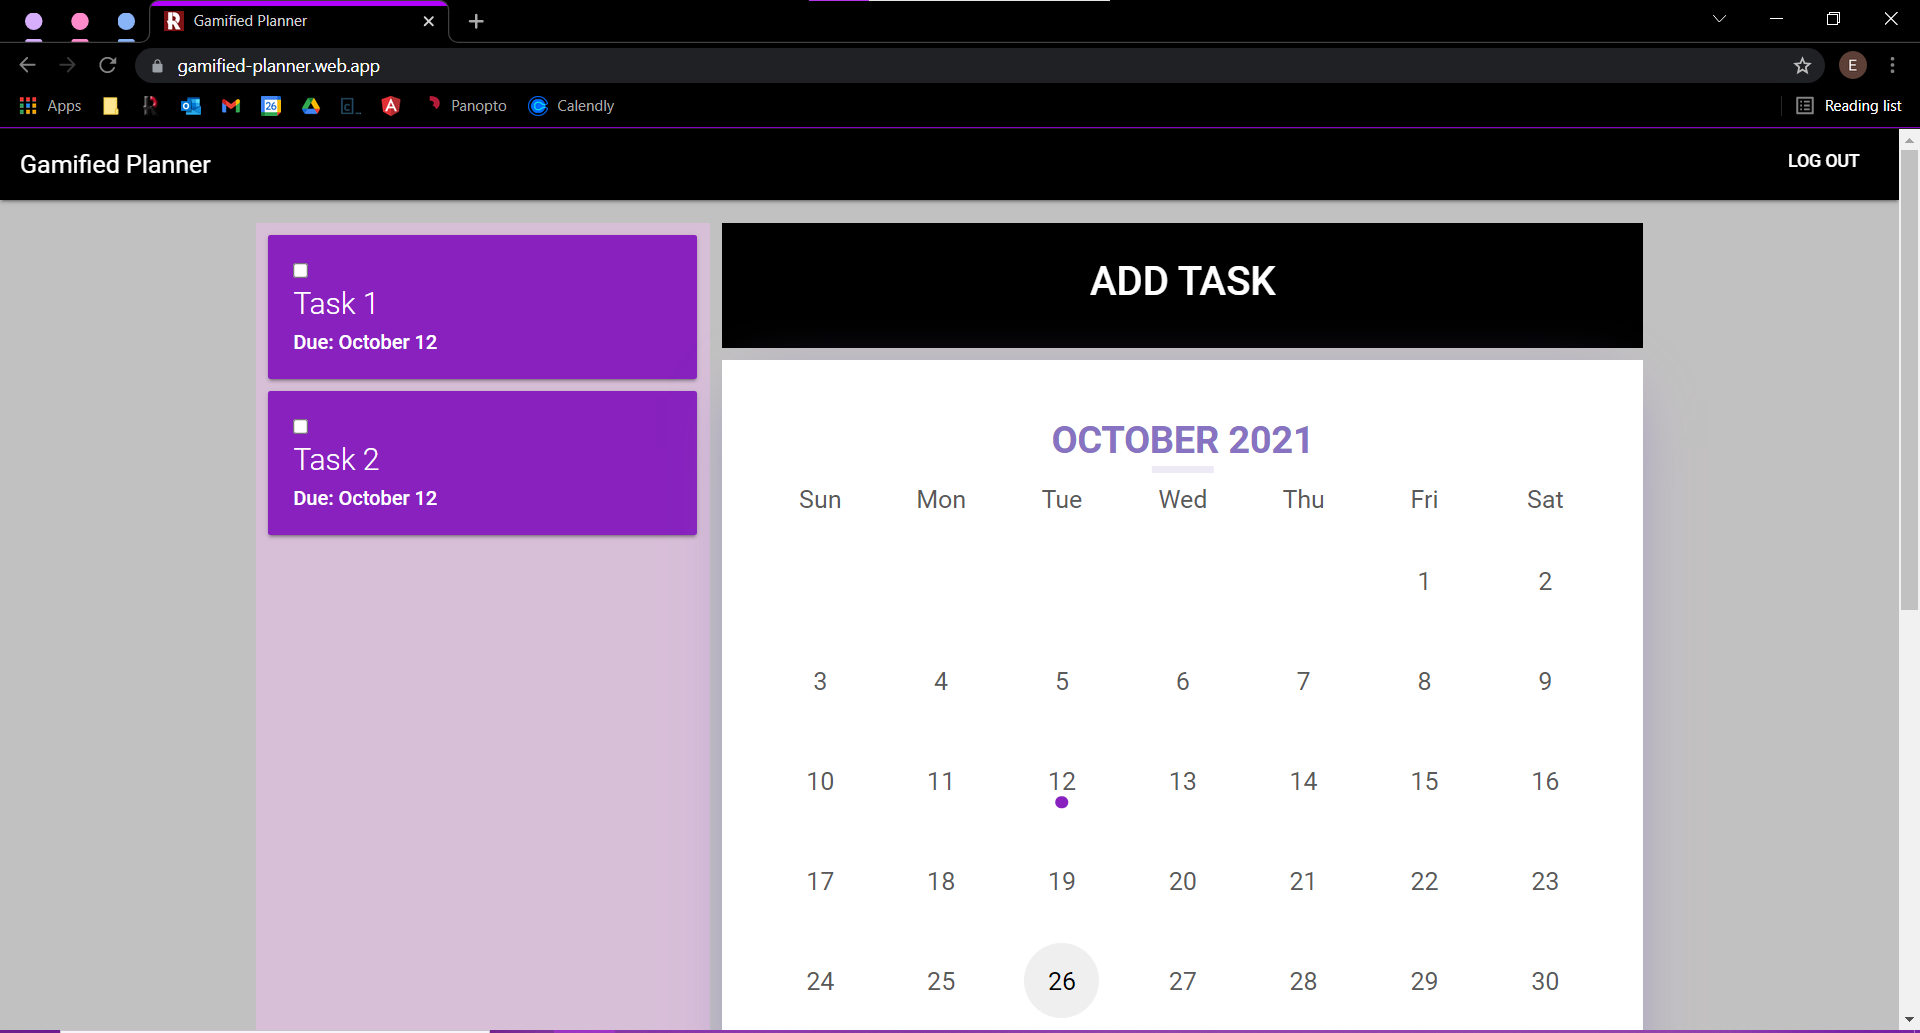 Gamified Planner
gamified-planner.web.app
E
Apps
26
Panopto
Calendly
Reading list
Gamified Planner
LOG OUT
Task 1
Due: October 12
Task 2
Due: October 12
ADD TASK
OCTOBER 2021
Sun Mon Tue Wed Thu Fri Sat
1 2
3 4 5 6 7 8 9
10 11 12 13 14 15 16
17 18 19 20 21 22 23
24 25 26 27 28 29 30